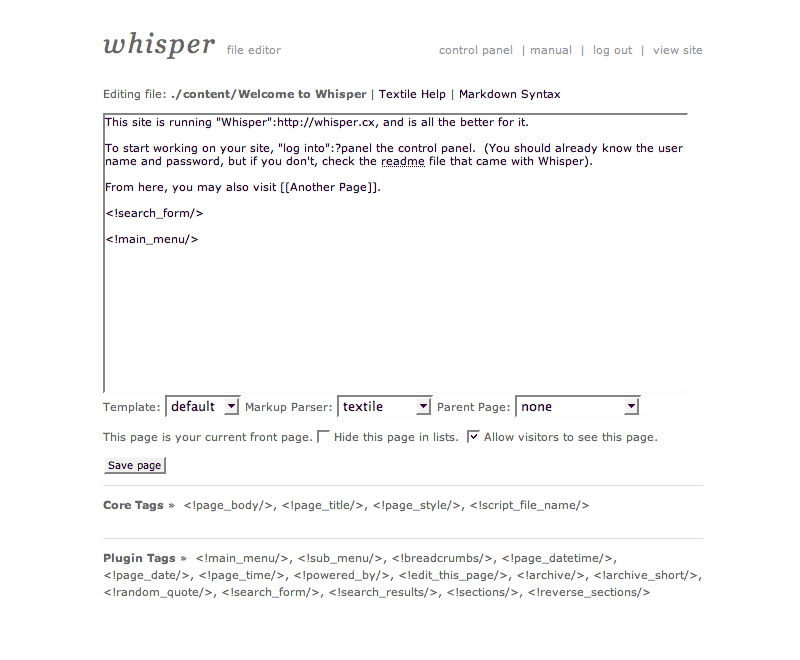 whisper file editor control panel | manual | log out | view site
Editing file: ./content/Welcome to Whisper | Textile Help | Markdown Syntax
This site is running "Whisper":http://whisper.cx, and is all the better for it.
To start working on your site, "log into":?panel the control panel. (You should already know the user
name and password, but if you don't, check the readme file that came with Whisper).
From here, you may also visit [[Another Page]].
<!search_form/>
<!main_menu/>
Template: default Markup Parser: textile Parent Page: none
This page is your current front page. Hide this page in lists. Allow visitors to see this page.
Save page
Core Tags » <!page_body/>, <!page_title/>, <!page_style/>, <!script_file_name/>
Plugin Tags » <!main_menu/>, <!sub_menu/>, <!breadcrumbs/>, <!page_datetime/>,
<!page_date/>, <!page_time/>, <!powered_by/>, <!edit_this_page/>, <!archive/>, <!archive_short/>,
<!random_quote/>, <!search_form/>, <!search_results/>, <!sections/>, <!reverse_sections/>